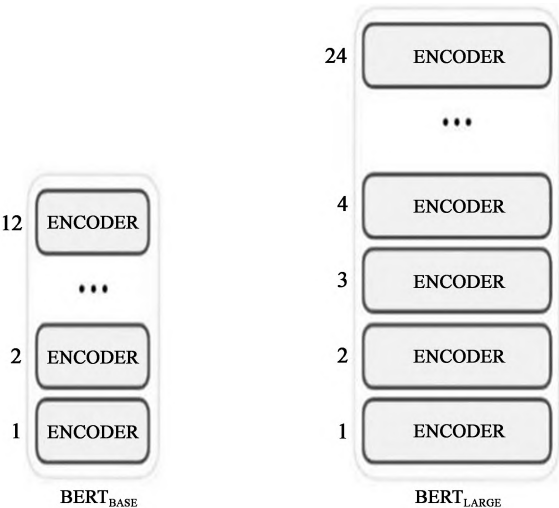 12 ENCODER
...
2 ENCODER
1 ENCODER
BERT_BASE
24 ENCODER
...
4 ENCODER
3 ENCODER
2 ENCODER
1 ENCODER
BERT_LARGE